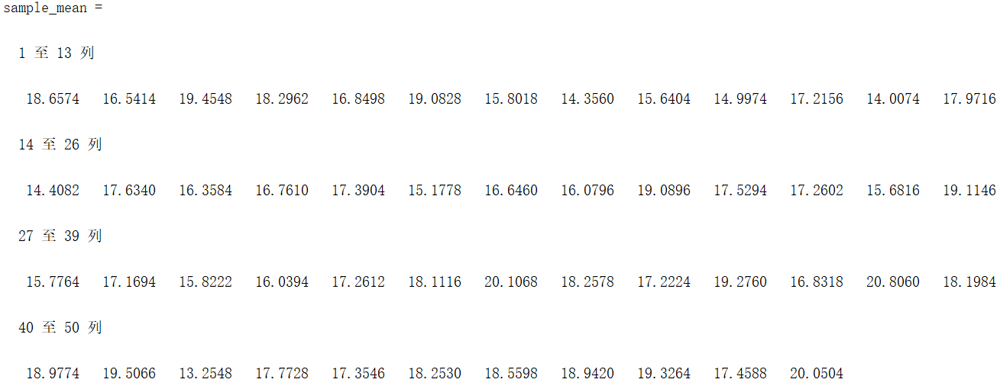 sample_mean =
1 至 13 列
18.6574 16.5414 19.4548 18.2962 16.8498 19.0828 15.8018 14.3560 15.6404 14.9974 17.2156 14.0074 17.9716
14 至 26 列
14.4082 17.6340 16.3584 16.7610 17.3904 15.1778 16.6460 16.0796 19.0896 17.5294 17.2602 15.6816 19.1146
27 至 39 列
15.7764 17.1694 15.8222 16.0394 17.2612 18.1116 20.1068 18.2578 17.2224 19.2760 16.8318 20.8060 18.1984
40 至 50 列
18.9774 19.5066 13.2548 17.7728 17.3546 18.2530 18.5598 18.9420 19.3264 17.4588 20.0504